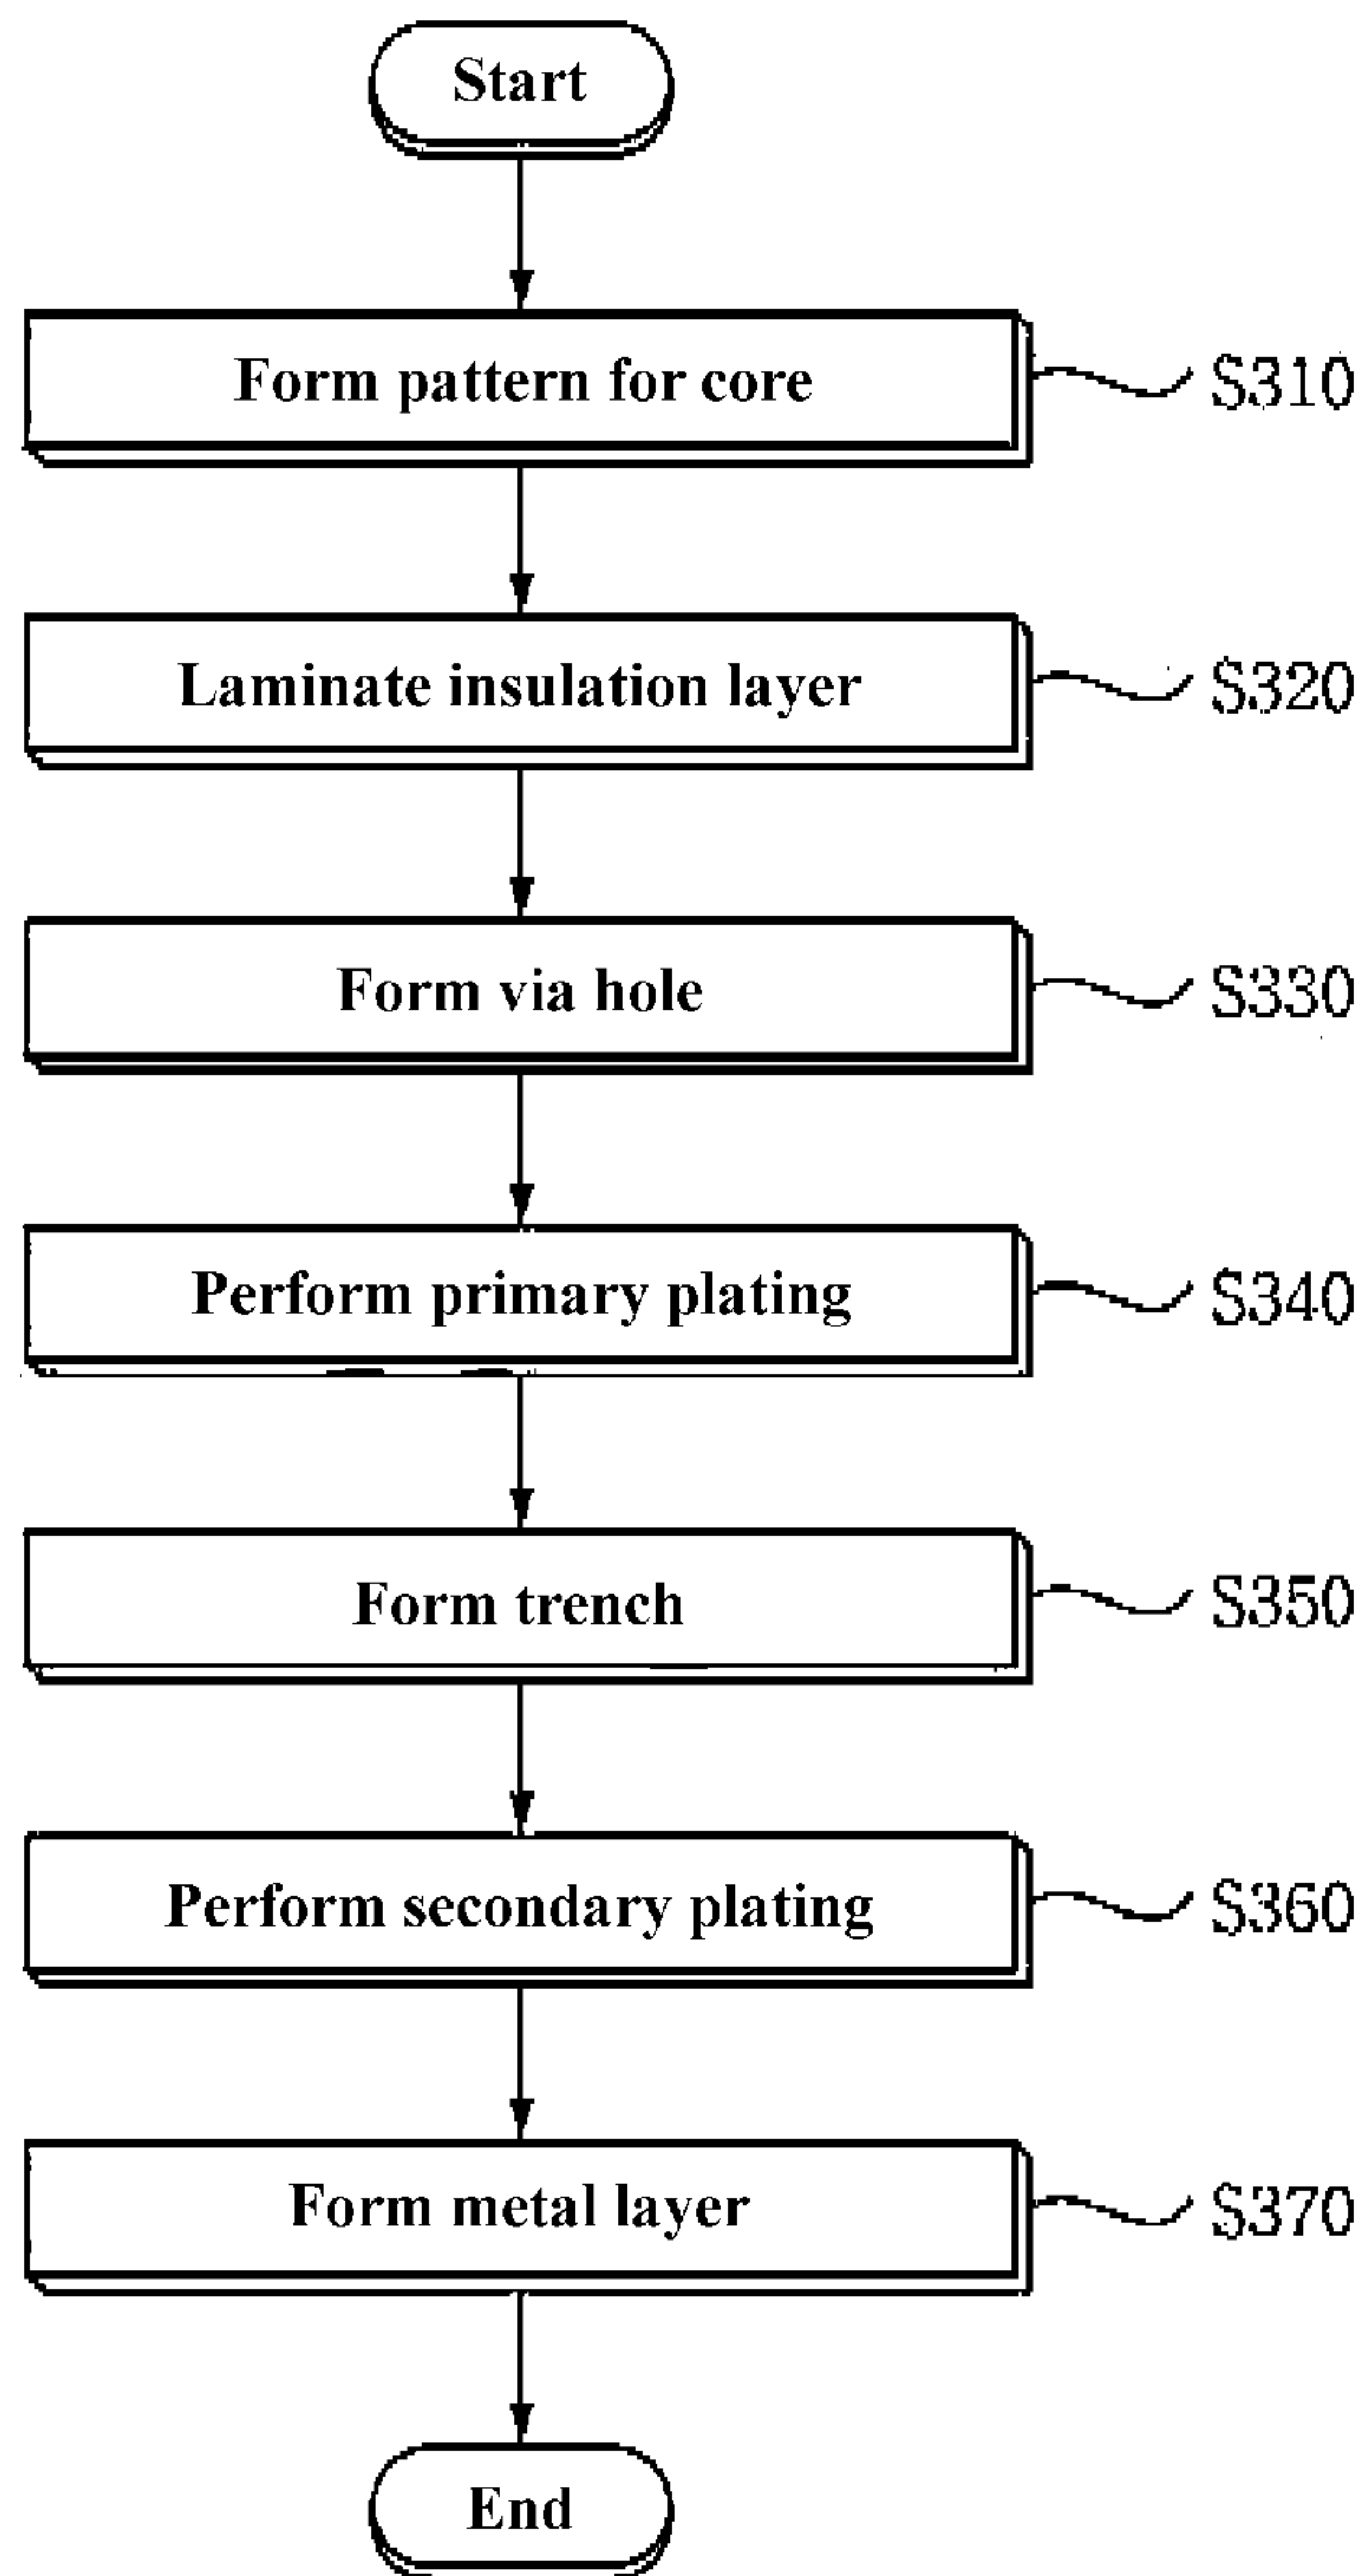 Start
Form pattern for core S310
Laminate insulation layer S320
Form via hole S330
Perform primary plating S340
Form trench S350
Perform secondary plating S360
Form metal layer S370
End